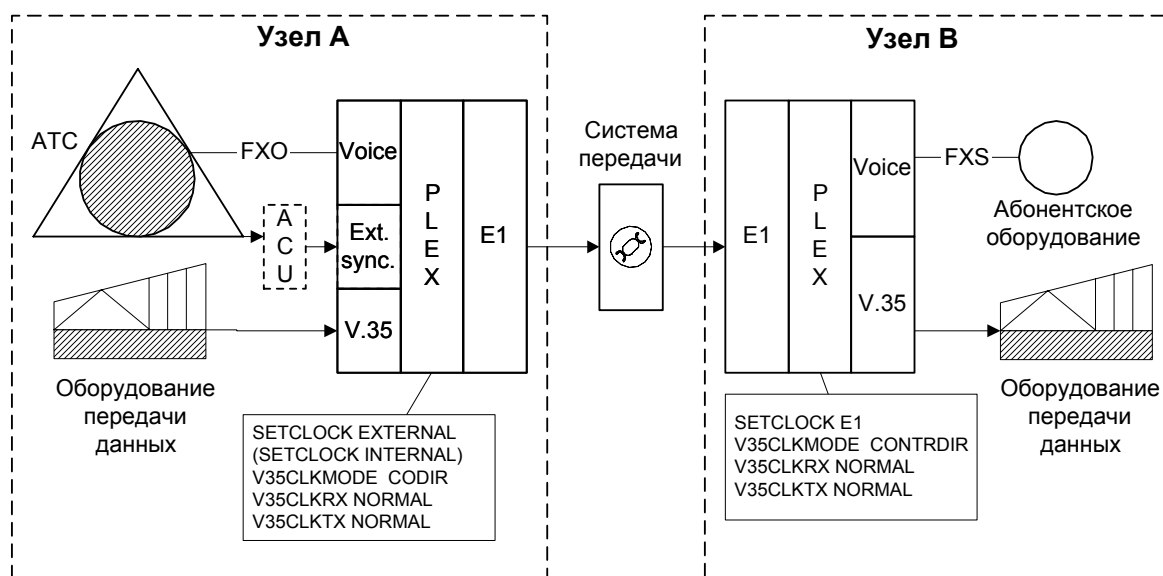 Узел А
АТС
FXO
Voice
A
C
U
Ext.
sync.
V.35
P
L
E
X
E1
Оборудование
передачи
данных
SETCLOCK EXTERNAL
(SETCLOCK INTERNAL)
V35CLKMODE CODIR
V35CLKRX NORMAL
V35CLKTX NORMAL
Система
передачи
Узел В
E1
P
L
E
X
Voice
V.35
FXS
Абонентское
оборудование
Оборудование
передачи
данных
SETCLOCK E1
V35CLKMODE CONTRDIR
V35CLKRX NORMAL
V35CLKTX NORMAL